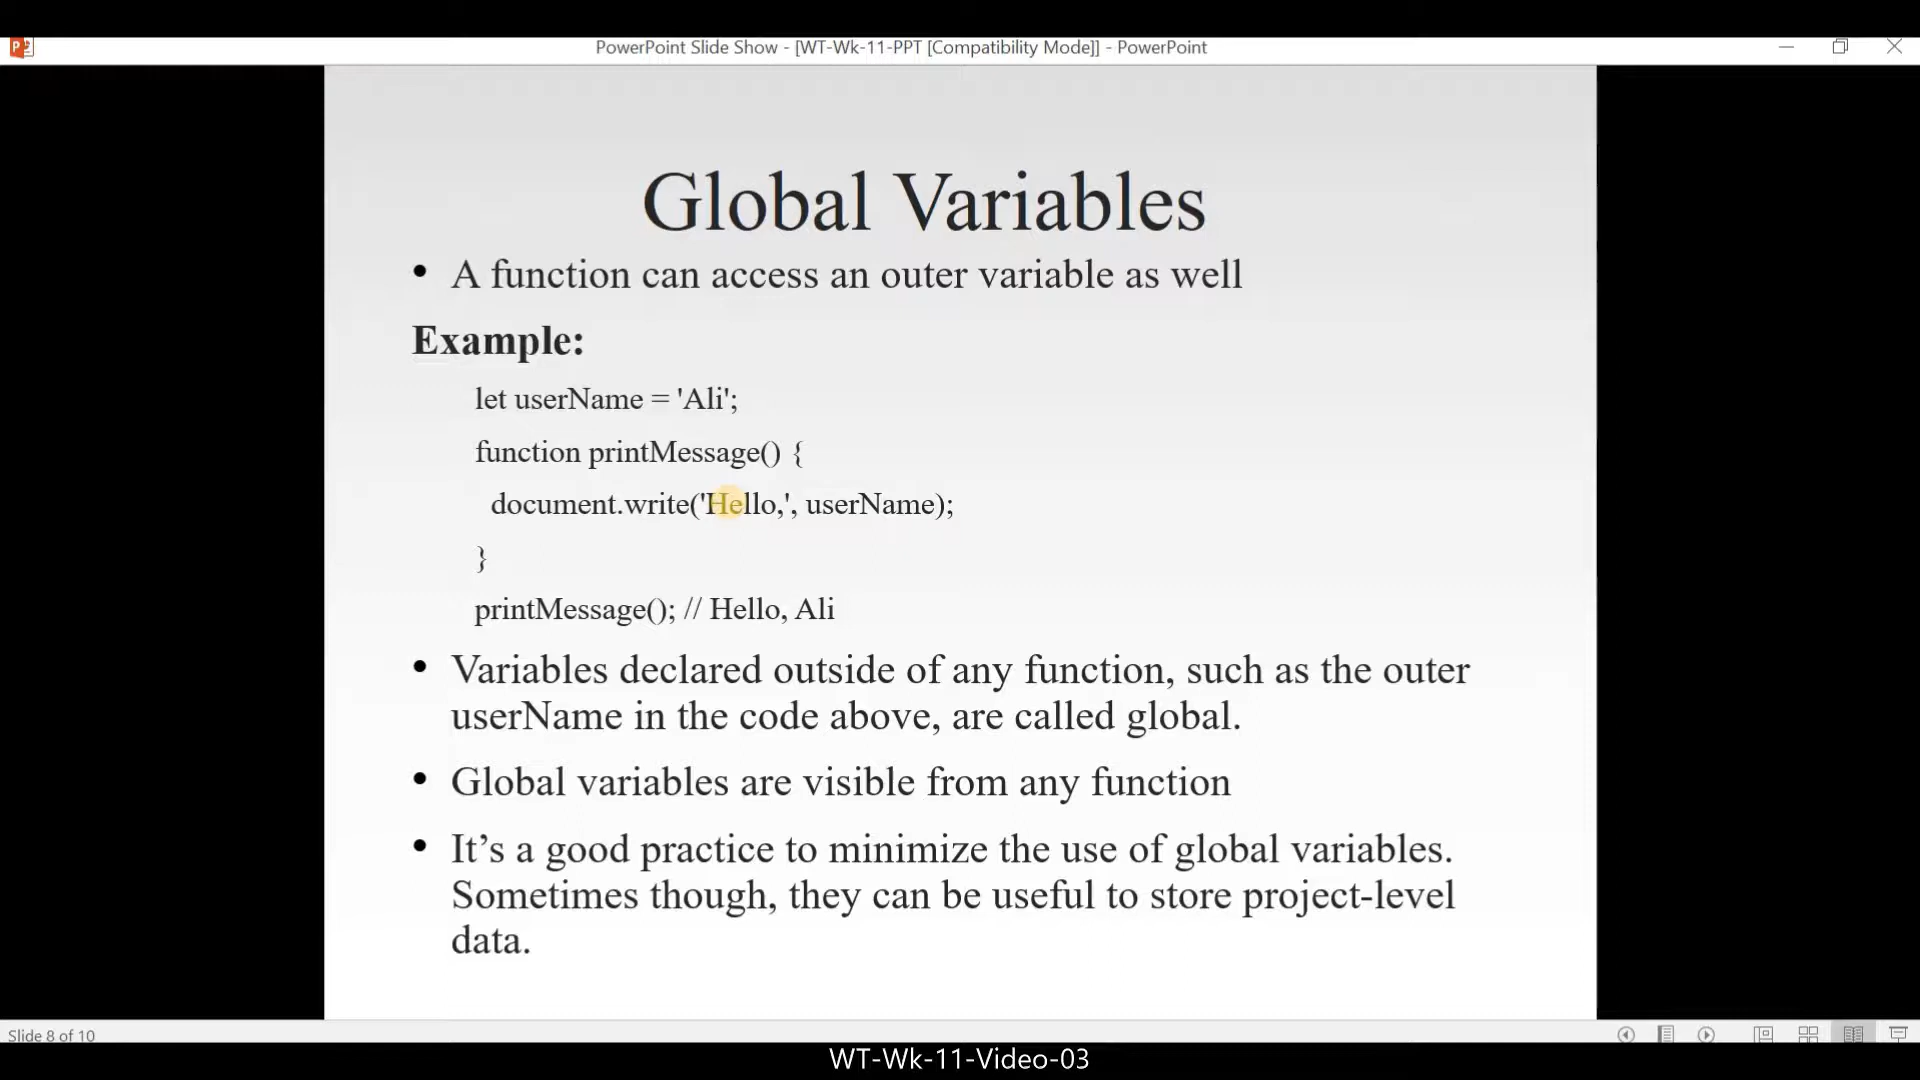 PowerPoint Slide Show - [WT-Wk-11-PPT [Compatibility Mode]] - PowerPoint
Global Variables
• A function can access an outer variable as well
Example:
let userName = 'Ali';
function printMessage() {
document.write('Hello,', userName);
}
printMessage(); // Hello, Ali
• Variables declared outside of any function, such as the outer
userName in the code above, are called global.
• Global variables are visible from any function
• It’s a good practice to minimize the use of global variables.
Sometimes though, they can be useful to store project-level
data.
Slide 8 of 10
WT-Wk-11-Video-03